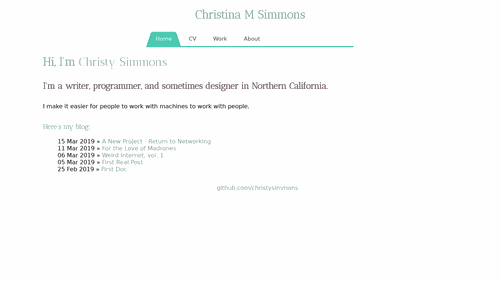 Christina M Simmons
Home CV Work About
Hi, I'm Christy Simmons
I'm a writer, programmer, and sometimes designer in Northern California.
I make it easier for people to work with machines to work with people.
Here's my blog:
15 Mar 2019 » A New Project - Return to Networking
11 Mar 2019 » For the Love of Madrones
06 Mar 2019 » Weird Internet, vol. 1
05 Mar 2019 » First Real Post
25 Feb 2019 » First Doc
github.com/christysimmons